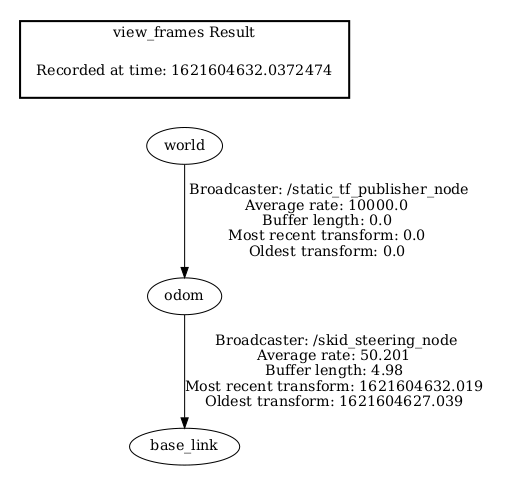 view_frames Result
Recorded at time: 1621604632.0372474
world
Broadcaster: /static_tf_publisher_node
Average rate: 10000.0
Buffer length: 0.0
Most recent transform: 0.0
Oldest transform: 0.0
odom
Broadcaster: /skid_steering_node
Average rate: 50.201
Buffer length: 4.98
Most recent transform: 1621604632.019
Oldest transform: 1621604627.039
base_link